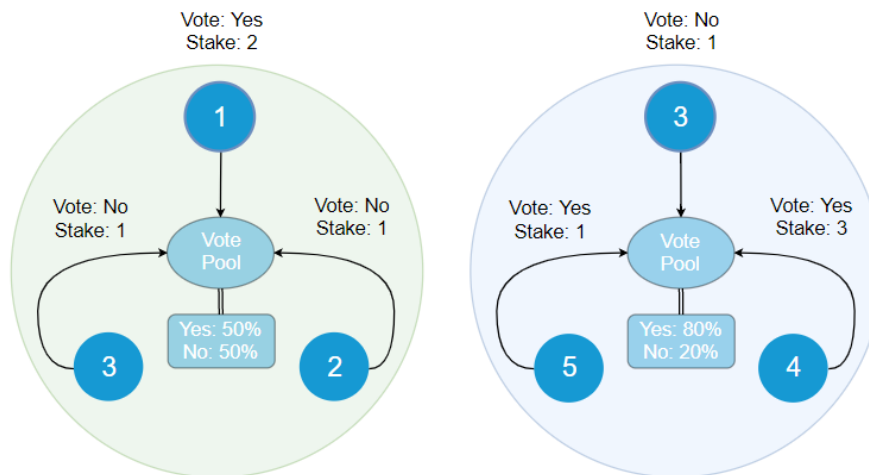 Vote: Yes
Stake: 2
1
Vote: No
Stake: 1
Vote: No
Stake: 1
Vote
Pool
Yes: 50%
No: 50%
3
2
Vote: No
Stake: 1
3
Vote: Yes
Stake: 1
Vote: Yes
Stake: 3
Vote
Pool
Yes: 80%
No: 20%
5
4